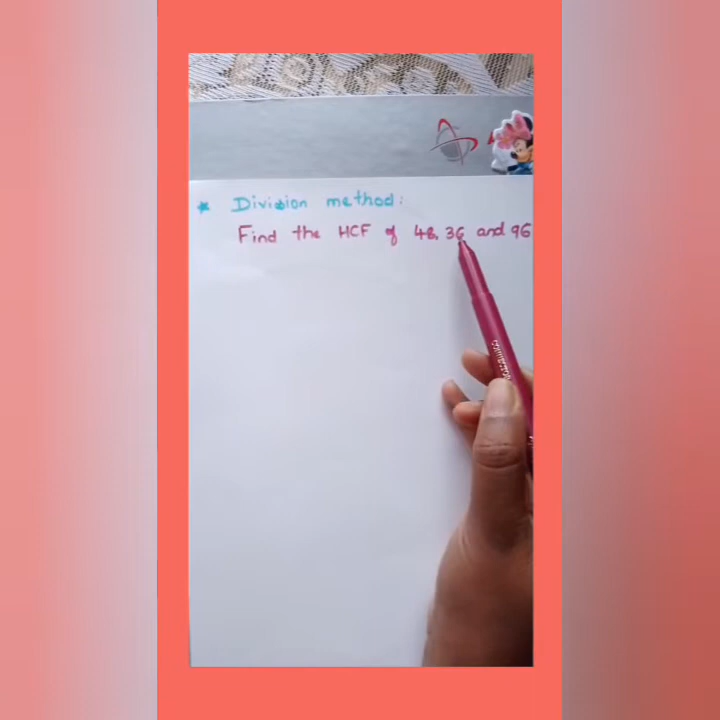 * Division method:
Find the HCF of 48, 36 and 96